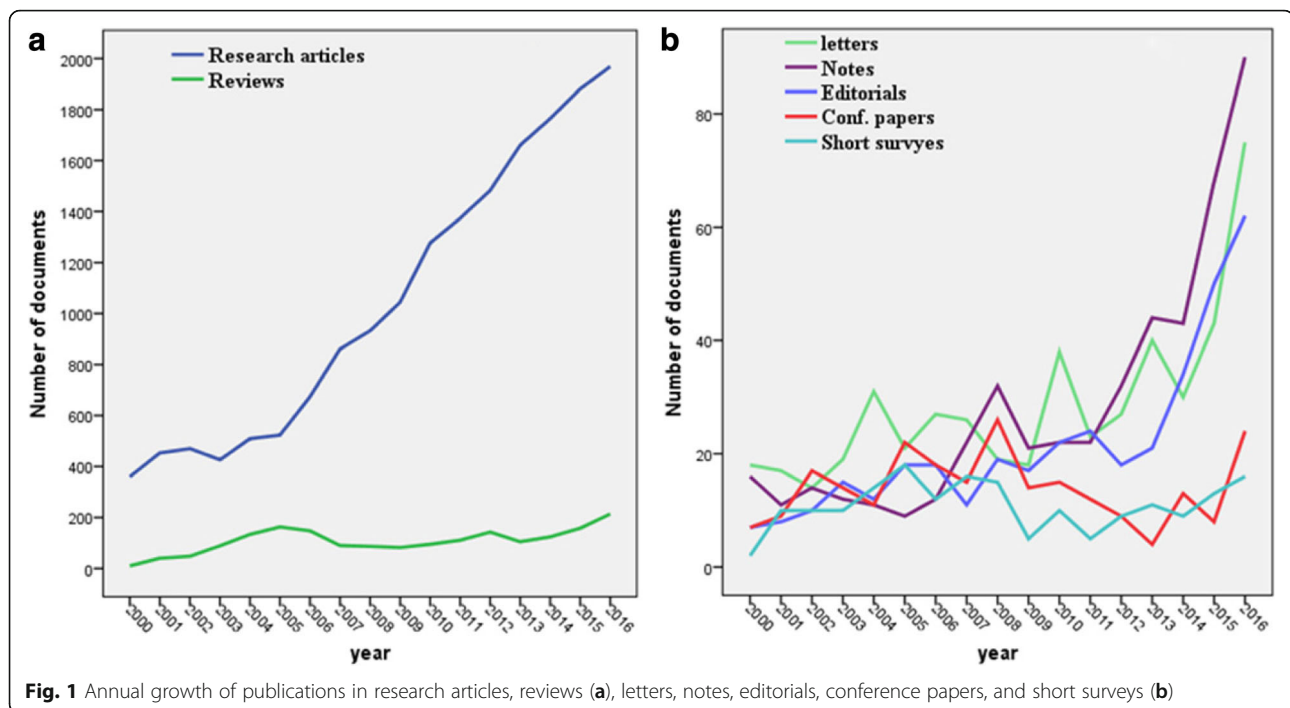 a
Research articles
Reviews
Number of documents
2000
1800
1600
1400
1200
1000
800
600
400
200
0
2000 2001 2002 2003 2004 2005 2006 2007 2008 2009 2010 2011 2012 2013 2014 2015 2016
year
b
letters
Notes
Editorials
Conf. papers
Short survyes
Number of documents
80
60
40
20
0
2000 2001 2002 2003 2004 2005 2006 2007 2008 2009 2010 2011 2012 2013 2014 2015 2016
year
Fig. 1 Annual growth of publications in research articles, reviews (a), letters, notes, editorials, conference papers, and short surveys (b)